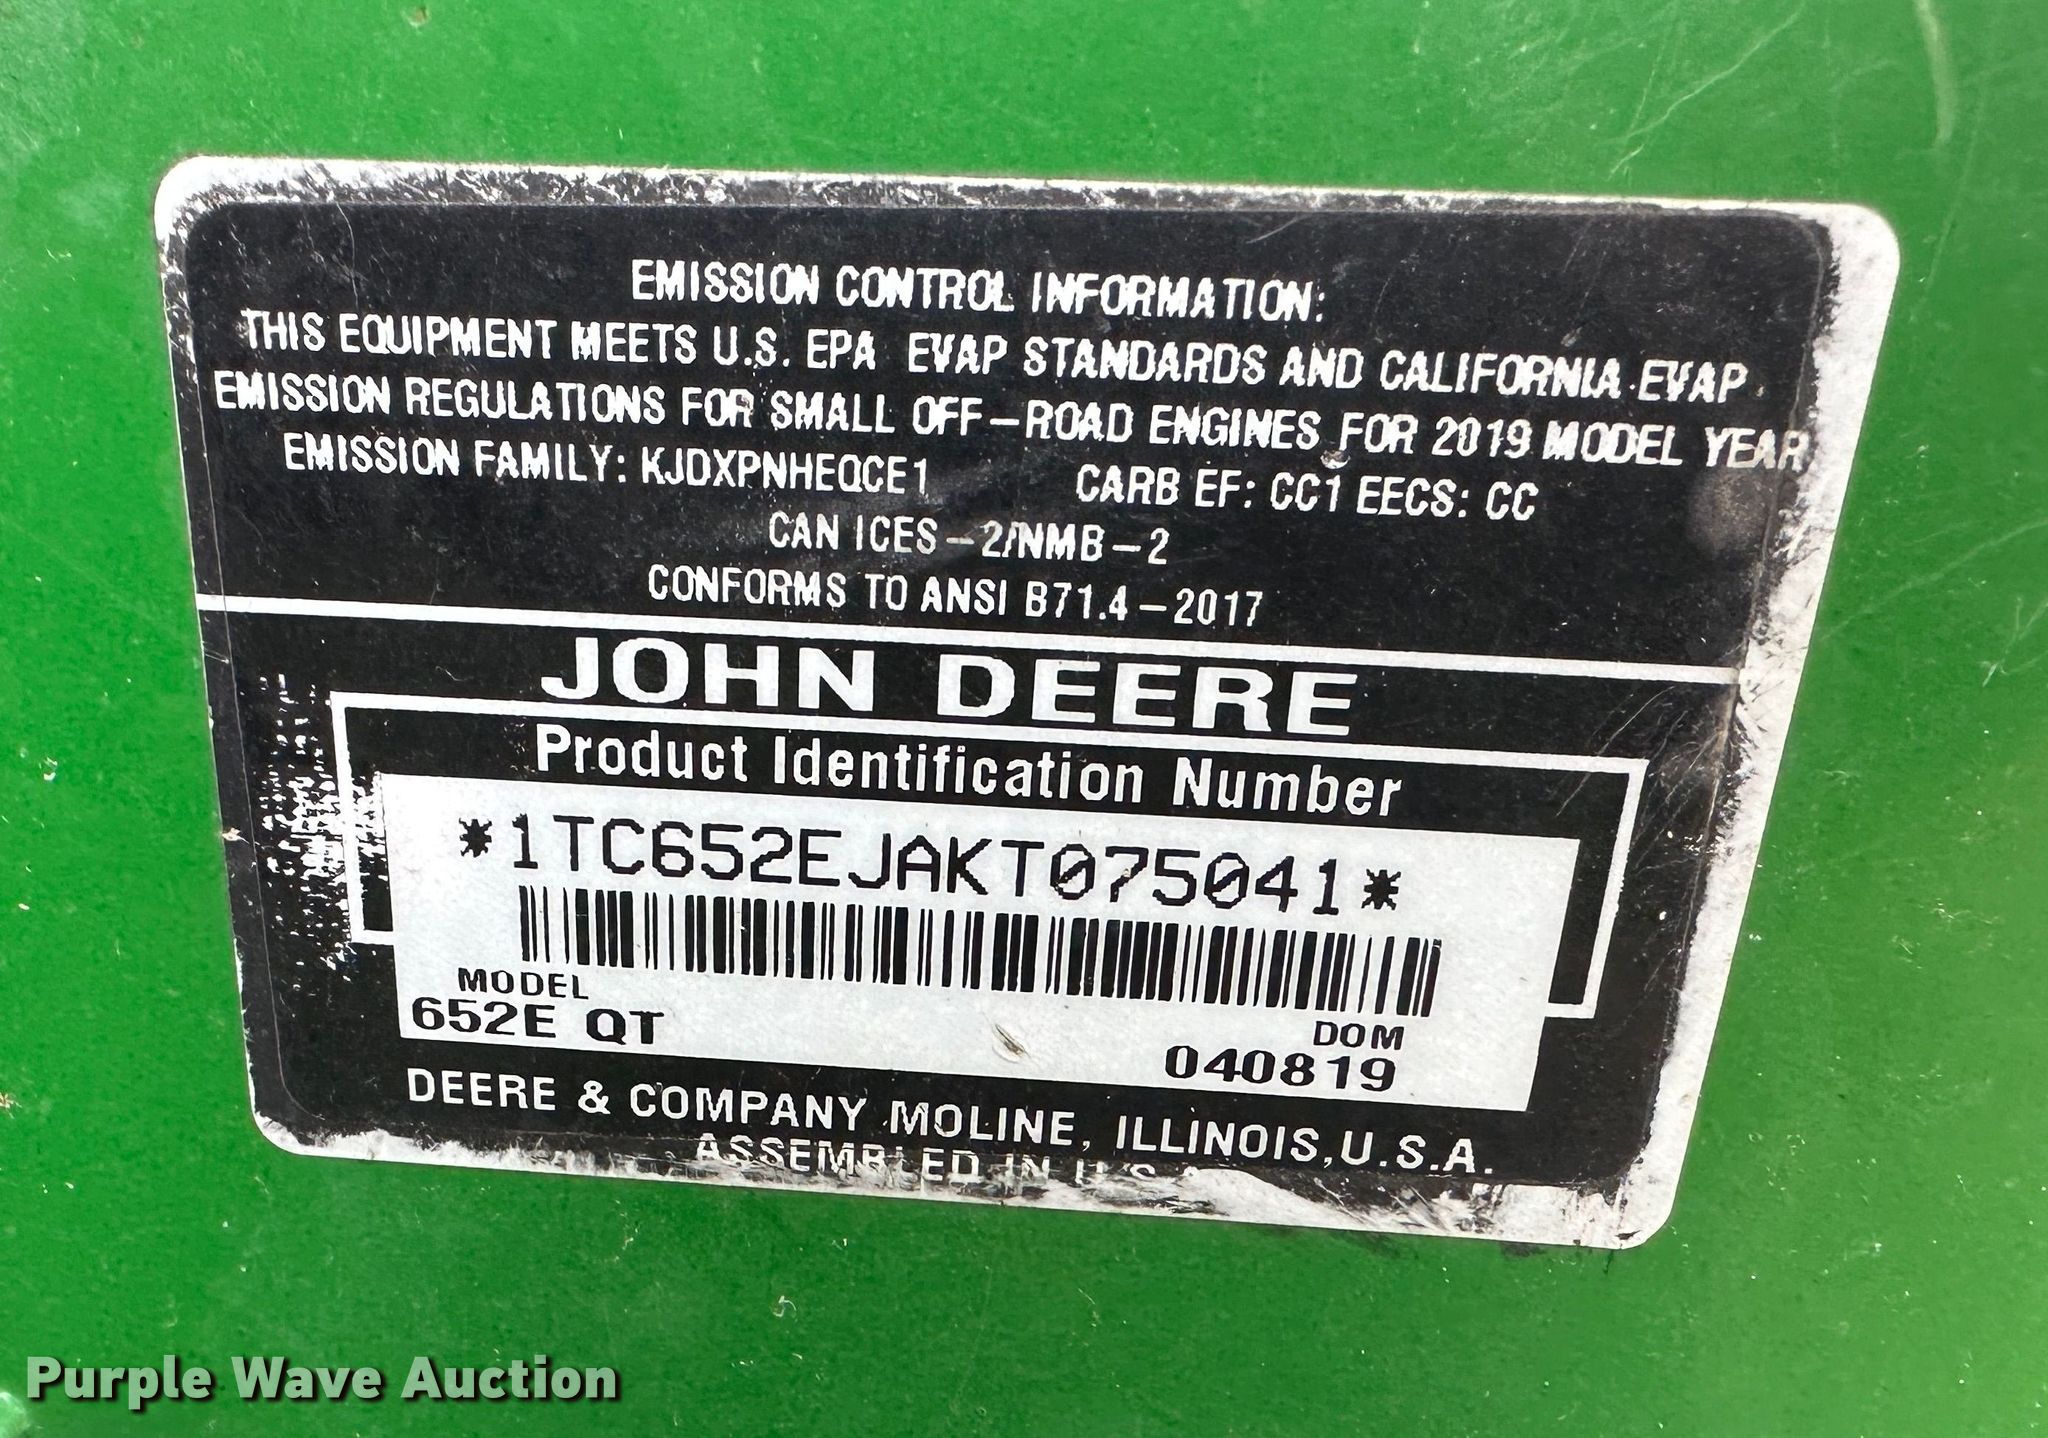 EMISSION CONTROL INFORMATION:
THIS EQUIPMENT MEETS U.S. EPA EVAP STANDARDS AND CALIFORNIA EVAP
EMISSION REGULATIONS FOR SMALL OFF-ROAD ENGINES FOR 2019 MODEL YEAR
EMISSION FAMILY: KJDXPNHEQCE1 CARB EF: CC1 EECS: CC
CAN ICES-2/NMB-2
CONFORMS TO ANSI B71.4-2017
JOHN DEERE
Product Identification Number
*1TC652EJAKT075041*
MODEL
652E QT
DOM
040819
DEERE & COMPANY MOLINE, ILLINOIS, U.S.A.
ASSEMBLED IN U.S.A
Purple Wave Auction